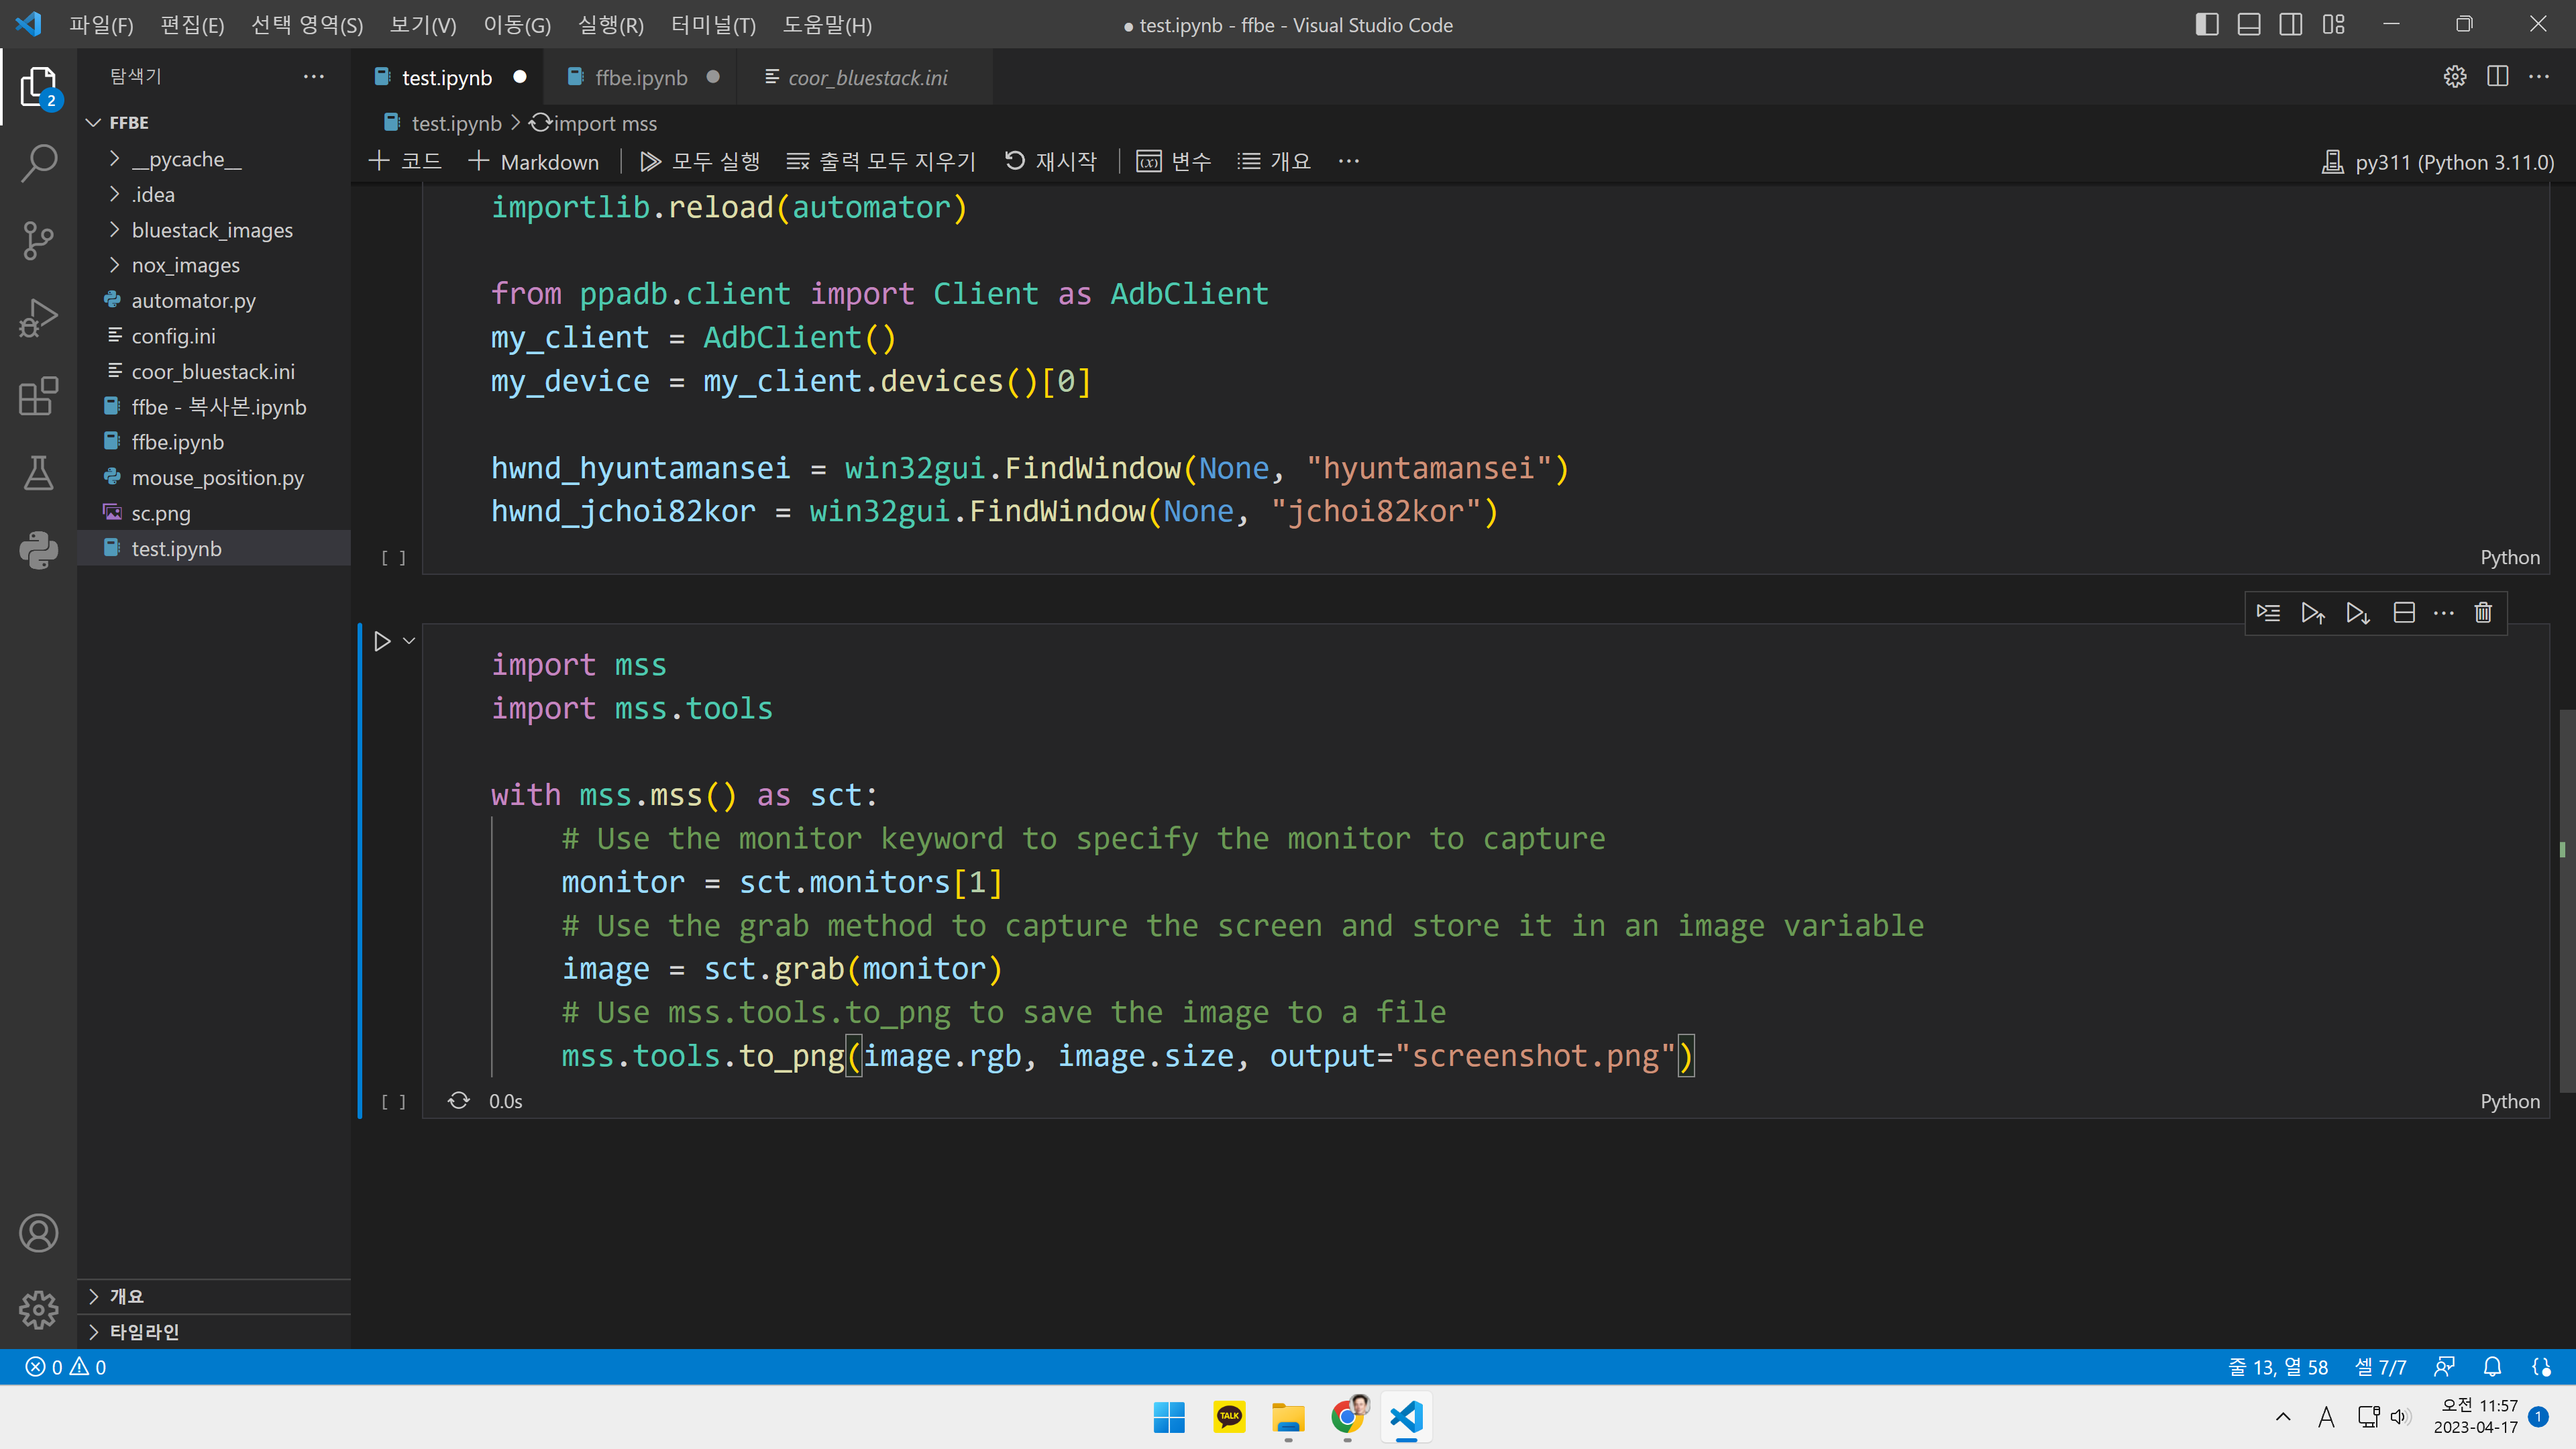 파일(F) 편집(E) 선택 영역(S) 보기(V) 이동(G) 실행(R) 터미널(T) 도움말(H)
● test.ipynb - ffbe - Visual Studio Code
탐색기
test.ipynb ffbe.ipynb coor_bluestack.ini
2
FFBE
test.ipynb > import mss
__pycache__
코드 Markdown 모두 실행 출력 모두 지우기 재시작 변수 개요 ...
py311 (Python 3.11.0)
.idea
bluestack_images
nox_images
automator.py
config.ini
coor_bluestack.ini
ffbe - 복사본.ipynb
ffbe.ipynb
mouse_position.py
sc.png
test.ipynb
importlib.reload(automator)
from ppadb.client import Client as AdbClient
my_client = AdbClient()
my_device = my_client.devices()[0]
hwnd_hyuntamansei = win32gui.FindWindow(None, "hyuntamansei")
hwnd_jchoi82kor = win32gui.FindWindow(None, "jchoi82kor")
[ ]
Python
import mss
import mss.tools
with mss.mss() as sct:
# Use the monitor keyword to specify the monitor to capture
monitor = sct.monitors[1]
# Use the grab method to capture the screen and store it in an image variable
image = sct.grab(monitor)
# Use mss.tools.to_png to save the image to a file
mss.tools.to_png(image.rgb, image.size, output="screenshot.png")
[ ] 0.0s
Python
개요
타임라인
0 0
줄 13, 열 58 셀 7/7
TALK
A
오전 11:57
2023-04-17
1